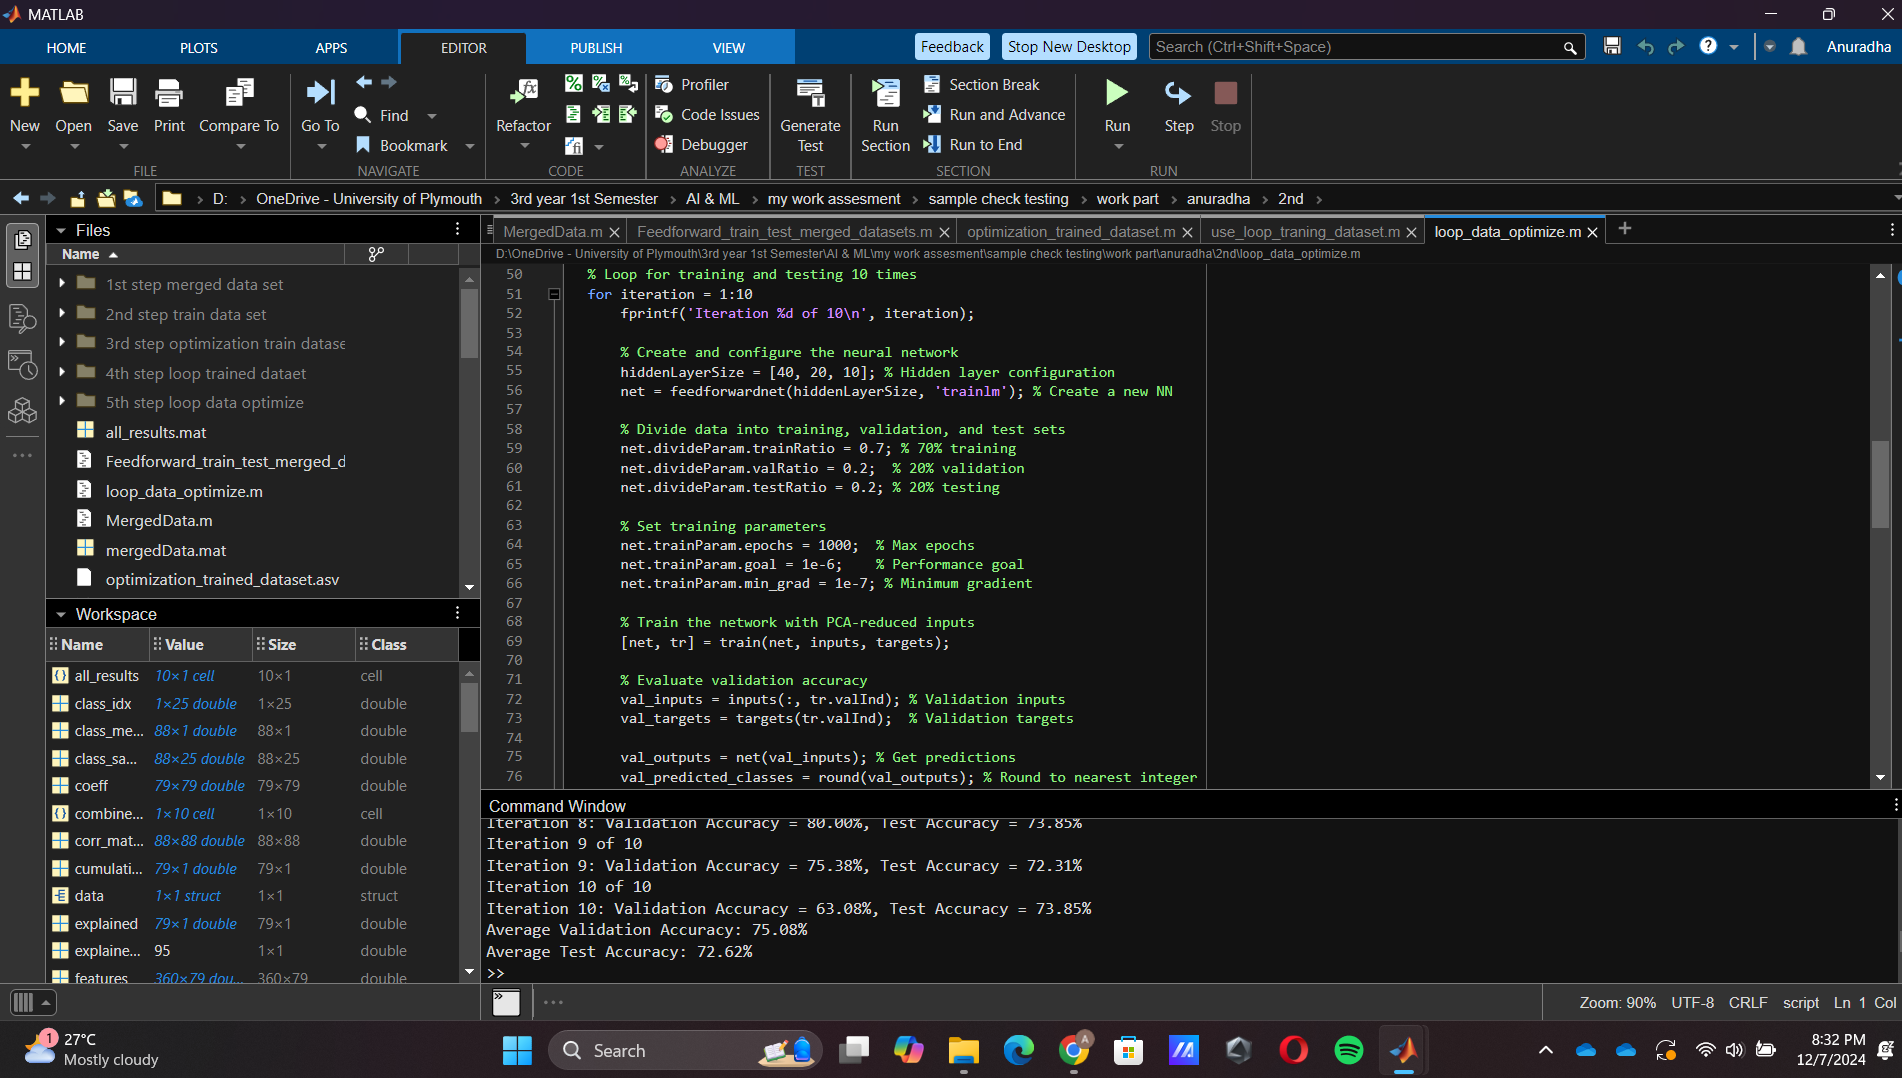 MATLAB
HOME PLOTS APPS EDITOR PUBLISH VIEW Feedback Stop New Desktop Search (Ctrl+Shift+Space) Anuradha
New Open Save Print Compare To Go To Find Bookmark Refactor Profiler Code Issues Debugger Generate Test Run Section Section Break Run and Advance Run to End Run Step Stop
FILE NAVIGATE CODE ANALYZE TEST SECTION RUN
D: OneDrive - University of Plymouth 3rd year 1st Semester AI & ML my work assesment sample check testing work part anuradha 2nd
Files
Name
1st step merged data set
2nd step train data set
3rd step optimization train datase
4th step loop trained dataet
5th step loop data optimize
all_results.mat
Feedforward_train_test_merged_d
loop_data_optimize.m
MergedData.m
mergedData.mat
optimization_trained_dataset.asv
Workspace
Name Value Size Class
all_results 10×1 cell 10×1 cell
class_idx 1×25 double 1×25 double
class_me... 88×1 double 88×1 double
class_sa... 88×25 double 88×25 double
coeff 79×79 double 79×79 double
combine... 1×10 cell 1×10 cell
corr_mat... 88×88 double 88×88 double
cumulati... 79×1 double 79×1 double
data 1×1 struct 1×1 struct
explained 79×1 double 79×1 double
explaine... 95 1×1 double
features 360×79 dou... 360×79 double
MergedData.m Feedforward_train_test_merged_datasets.m optimization_trained_dataset.m use_loop_traning_dataset.m loop_data_optimize.m
D:\OneDrive - University of Plymouth\3rd year 1st Semester\AI & ML\my work assesment\sample check testing\work part\anuradha\2nd\loop_data_optimize.m
50 % Loop for training and testing 10 times
51 for iteration = 1:10
52 fprintf('Iteration %d of 10\n', iteration);
53
54 % Create and configure the neural network
55 hiddenLayerSize = [40, 20, 10]; % Hidden layer configuration
56 net = feedforwardnet(hiddenLayerSize, 'trainlm'); % Create a new NN
57
58 % Divide data into training, validation, and test sets
59 net.divideParam.trainRatio = 0.7; % 70% training
60 net.divideParam.valRatio = 0.2; % 20% validation
61 net.divideParam.testRatio = 0.2; % 20% testing
62
63 % Set training parameters
64 net.trainParam.epochs = 1000; % Max epochs
65 net.trainParam.goal = 1e-6; % Performance goal
66 net.trainParam.min_grad = 1e-7; % Minimum gradient
67
68 % Train the network with PCA-reduced inputs
69 [net, tr] = train(net, inputs, targets);
70
71 % Evaluate validation accuracy
72 val_inputs = inputs(:, tr.valInd); % Validation inputs
73 val_targets = targets(tr.valInd); % Validation targets
74
75 val_outputs = net(val_inputs); % Get predictions
76 val_predicted_classes = round(val_outputs); % Round to nearest integer
Command Window
Iteration 8: Validation Accuracy = 80.00%, Test Accuracy = 73.85%
Iteration 9 of 10
Iteration 9: Validation Accuracy = 75.38%, Test Accuracy = 72.31%
Iteration 10 of 10
Iteration 10: Validation Accuracy = 63.08%, Test Accuracy = 73.85%
Average Validation Accuracy: 75.08%
Average Test Accuracy: 72.62%
>>
Zoom: 90% UTF-8 CRLF script Ln 1 Col
1 27°C
Mostly cloudy
Search
8:32 PM
12/7/2024